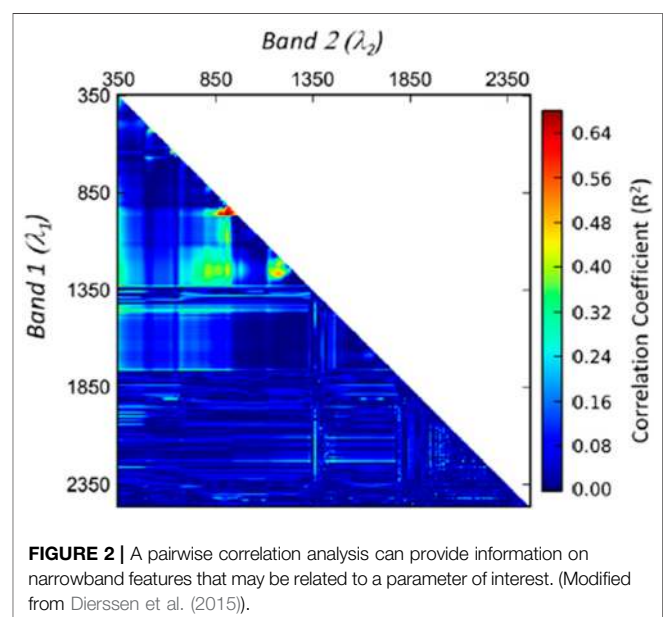 Band 2 (λ₂)
350 850 1350 1850 2350
350
850
1350
1850
2350
Band 1 (λ₁)
0.64
0.56
0.48
0.40
0.32
0.24
0.16
0.08
0.00
Correlation Coefficient (R²)
FIGURE 2 | A pairwise correlation analysis can provide information on
narrowband features that may be related to a parameter of interest. (Modified
from Dierssen et al. (2015)).